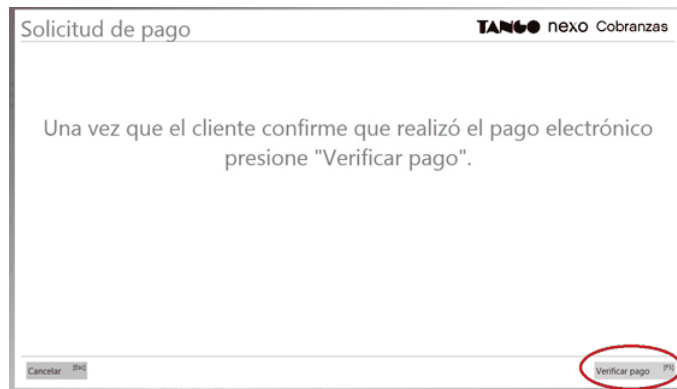 Solicitud de pago
TANGO nexo Cobranzas
Una vez que el cliente confirme que realizó el pago electrónico
presione "Verificar pago".
Cancelar [Esc]
Verificar pago [F5]